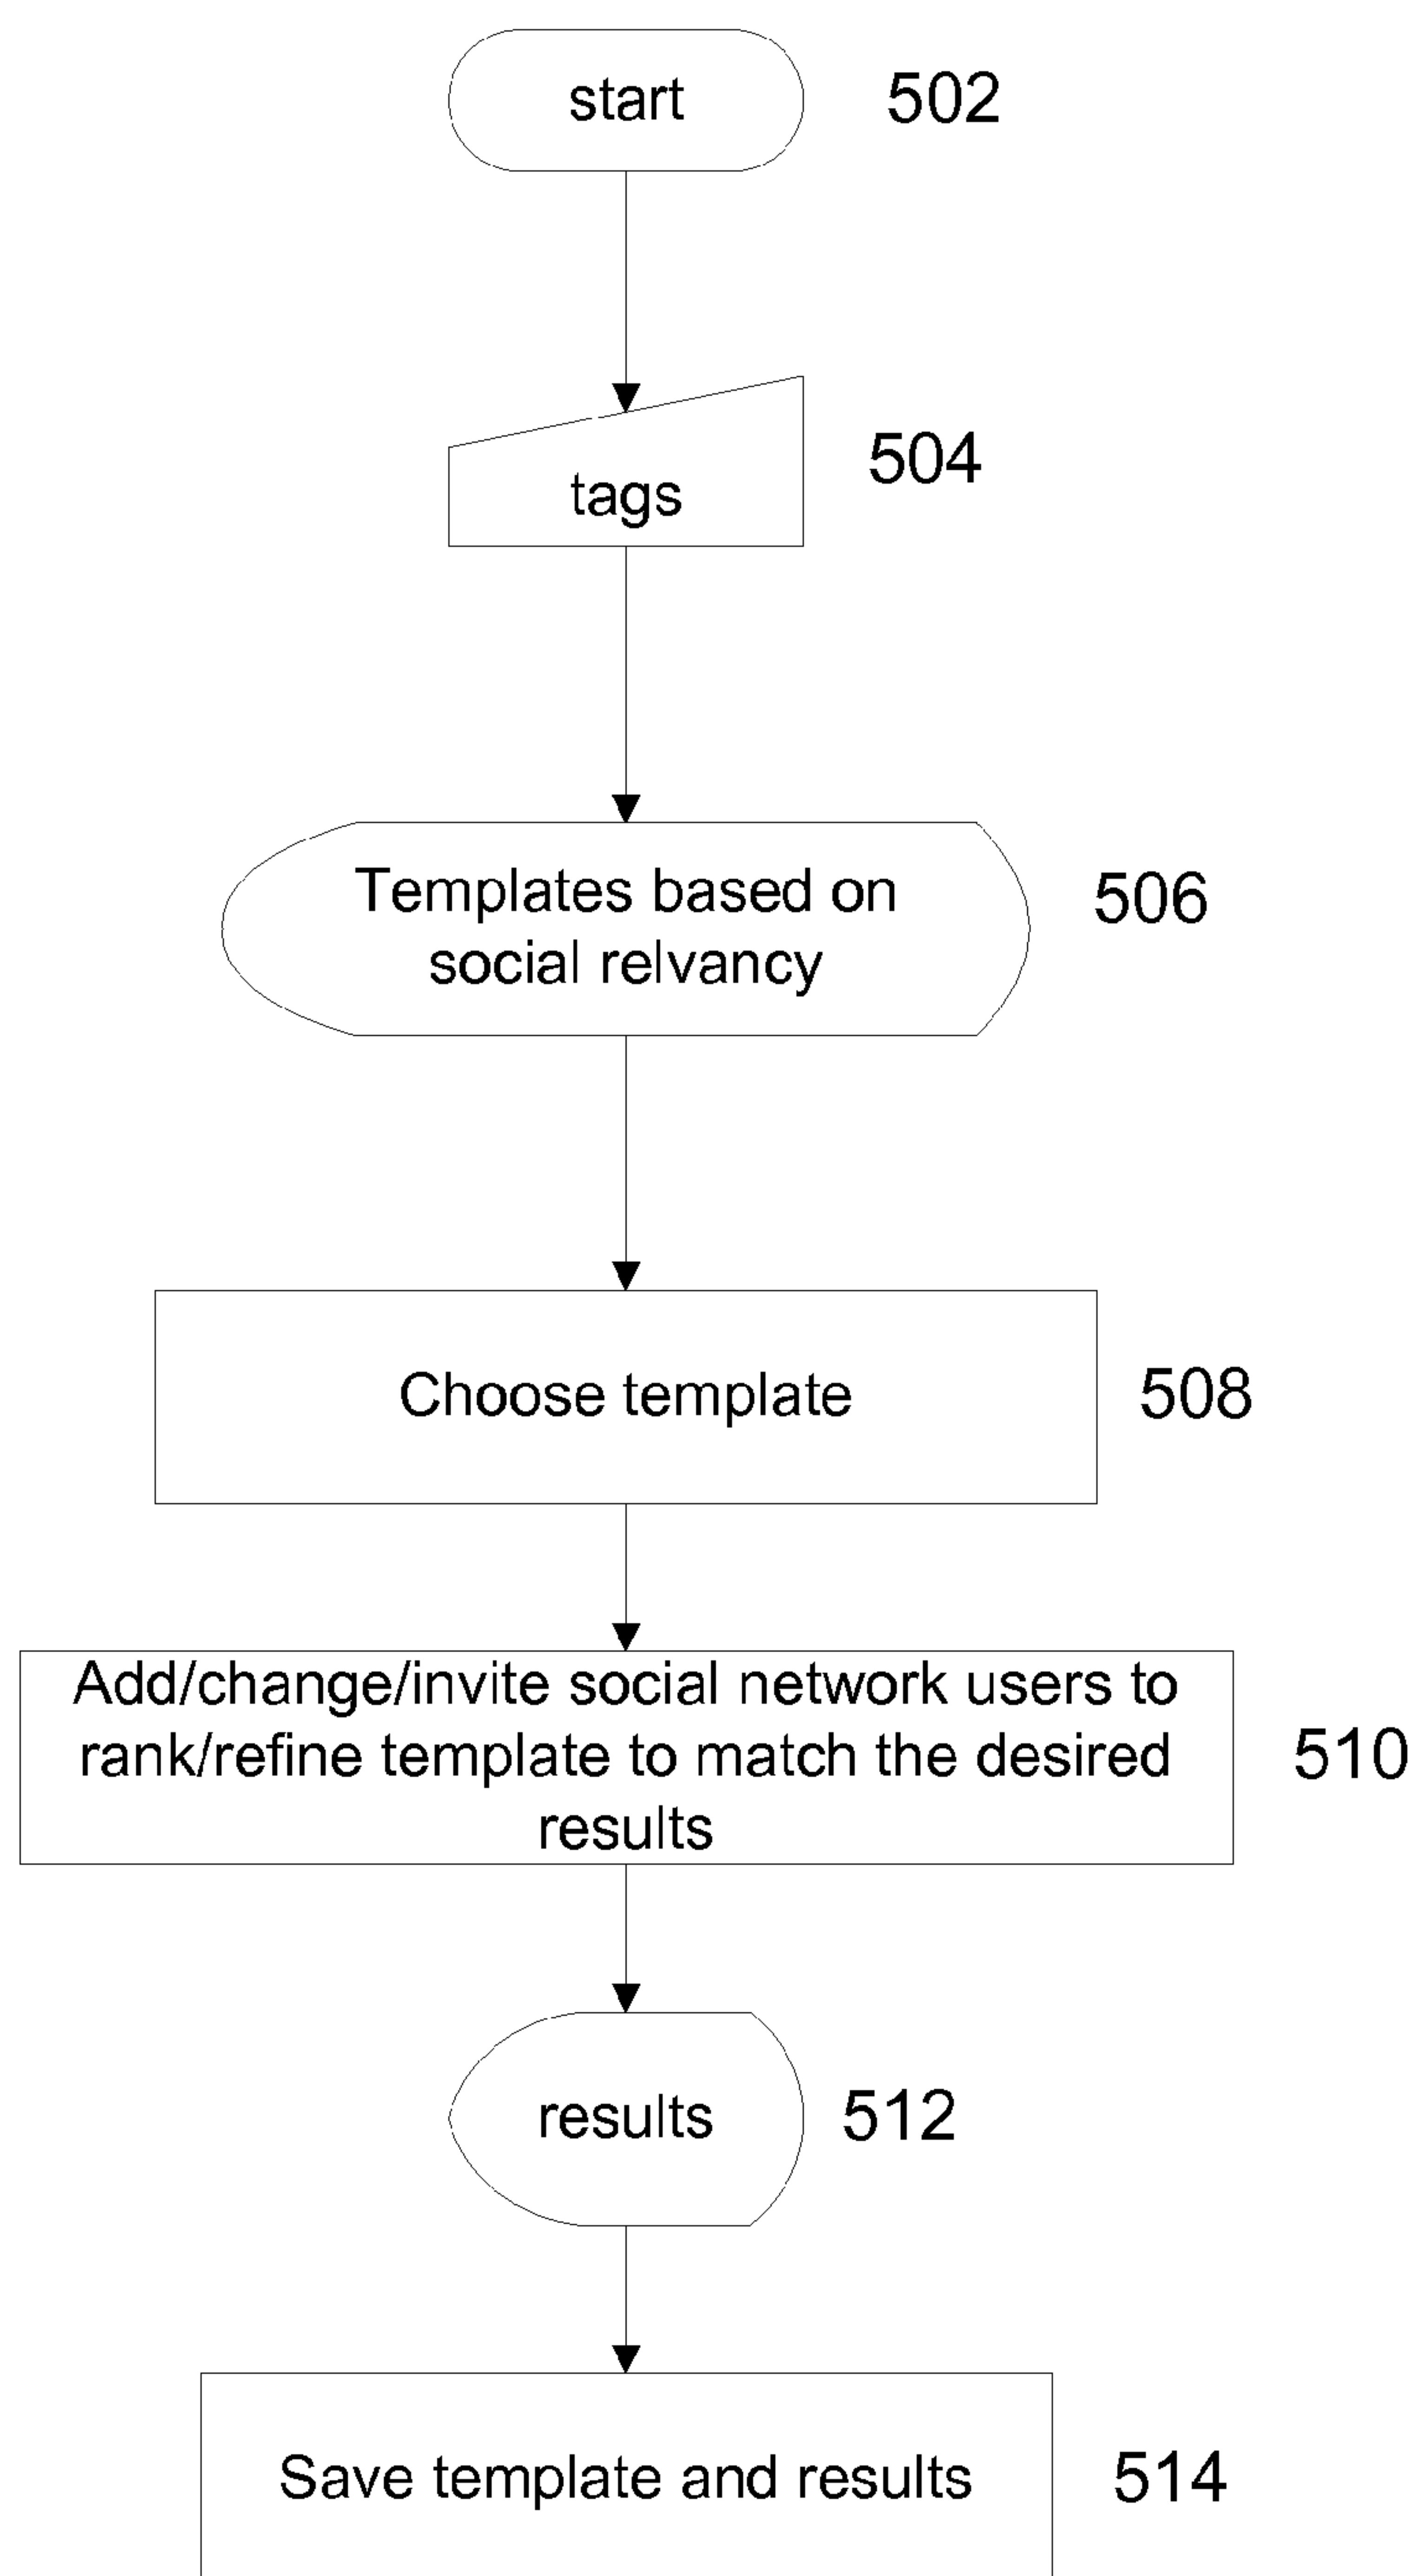 start
502
504
tags
Templates based on
social relvancy
506
Choose template
508
Add/change/invite social network users to
rank/refine template to match the desired
results
510
results
512
Save template and results
514